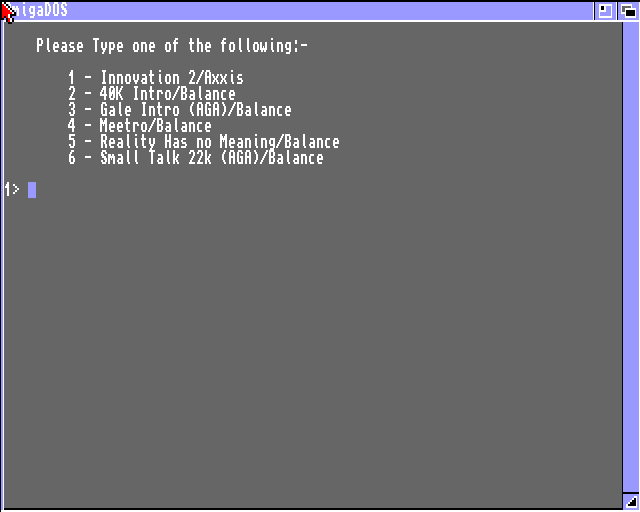 migaDOS
Please Type one of the following:-
1 - Innovation 2/Axxis
2 - 40K Intro/Balance
3 - Gale Intro (AGA)/Balance
4 - Meetro/Balance
5 - Reality Has no Meaning/Balance
6 - Small Talk 22k (AGA)/Balance
1>